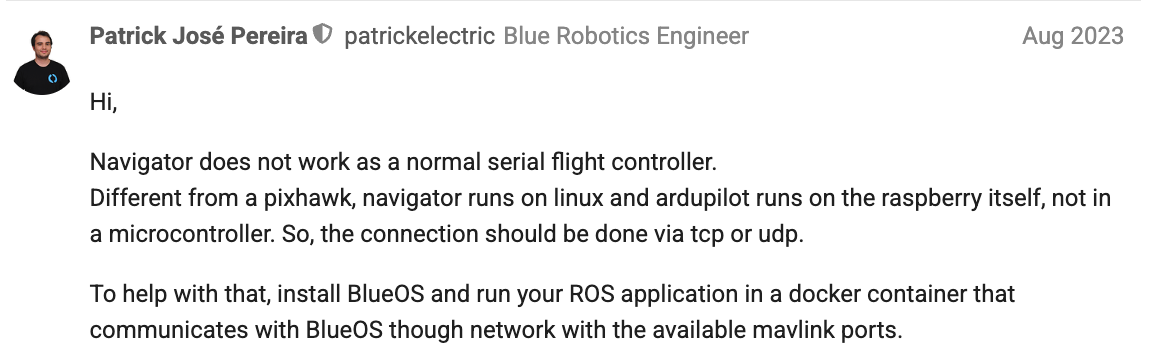 Patrick José Pereira patrickelectric Blue Robotics Engineer Aug 2023
Hi,
Navigator does not work as a normal serial flight controller.
Different from a pixhawk, navigator runs on linux and ardupilot runs on the raspberry itself, not in
a microcontroller. So, the connection should be done via tcp or udp.
To help with that, install BlueOS and run your ROS application in a docker container that
communicates with BlueOS though network with the available mavlink ports.